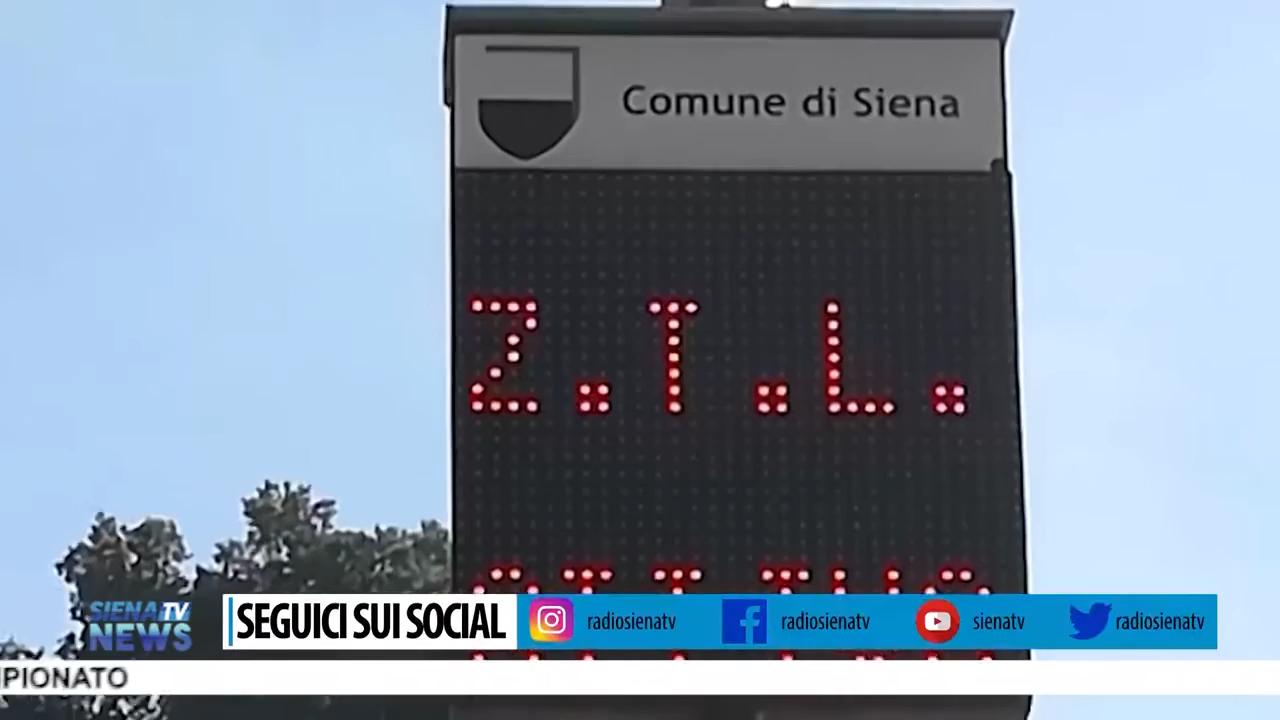 Comune di Siena
Z.T.L.
SIENA TV
NEWS
SEGUICI SUI SOCIAL
radiosienatv
radiosienatv
sienatv
radiosienatv
PIONATO